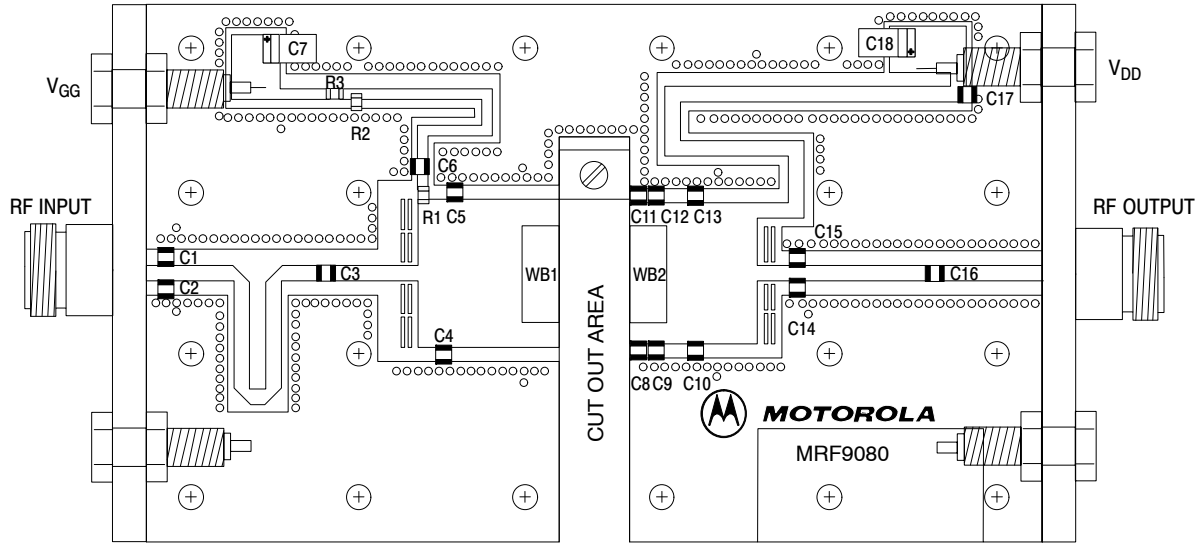 C7
C18
VGG
VDD
R3
C17
R2
C6
RF INPUT
R1 C5
C11 C12 C13
RF OUTPUT
C15
C1
WB1
WB2
C3
C16
C2
C14
C4
CUT OUT AREA
C8 C9 C10
MOTOROLA
MRF9080